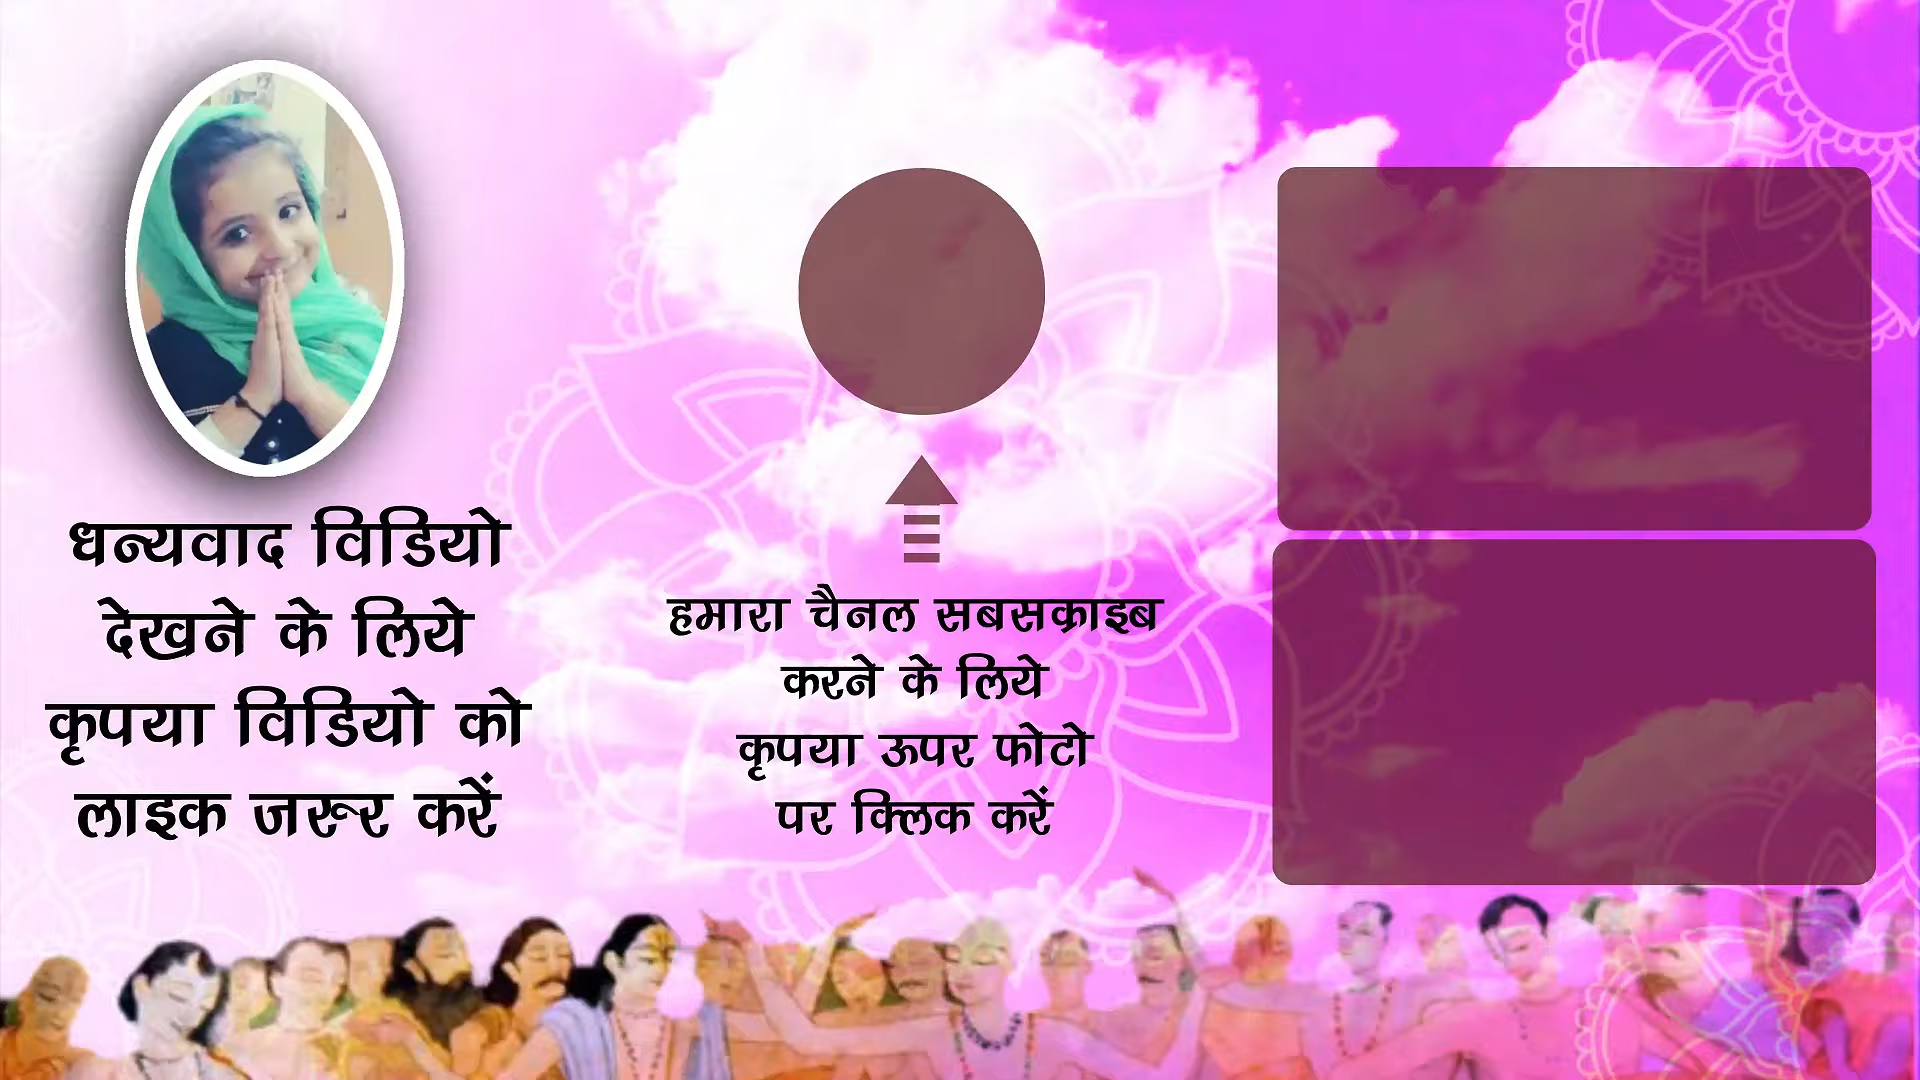 धन्यवाद विडियो
देखने के लिये
कृपया विडियो को
लाइक जरूर करें
हमारा चैनल सबसक्राइब
करने के लिये
कृपया ऊपर फोटो
पर क्लिक करें